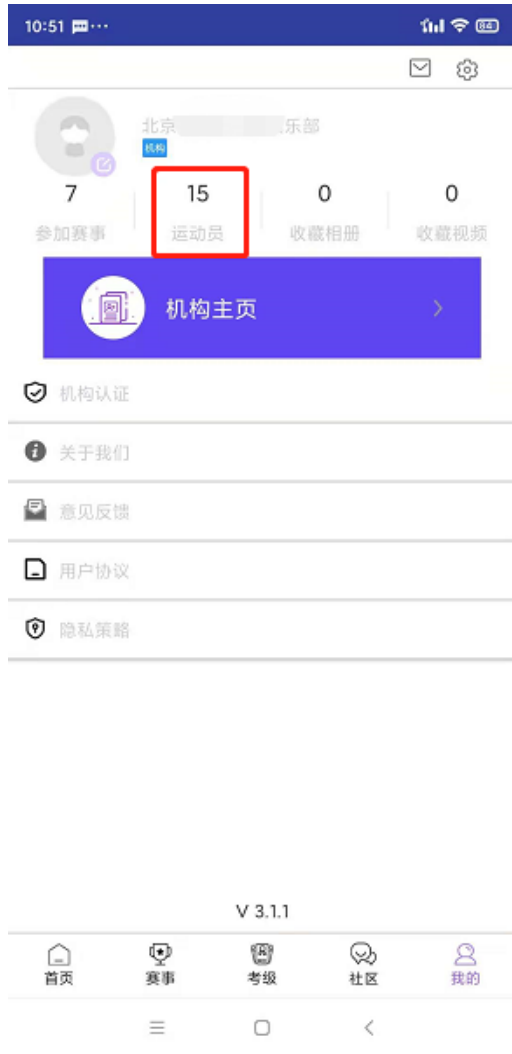 10:51
84
北京 乐部
机构
7 15 0 0
参加赛事 运动员 收藏相册 收藏视频
机构主页
机构认证
关于我们
意见反馈
用户协议
隐私策略
V 3.1.1
首页 赛事 考级 社区 我的